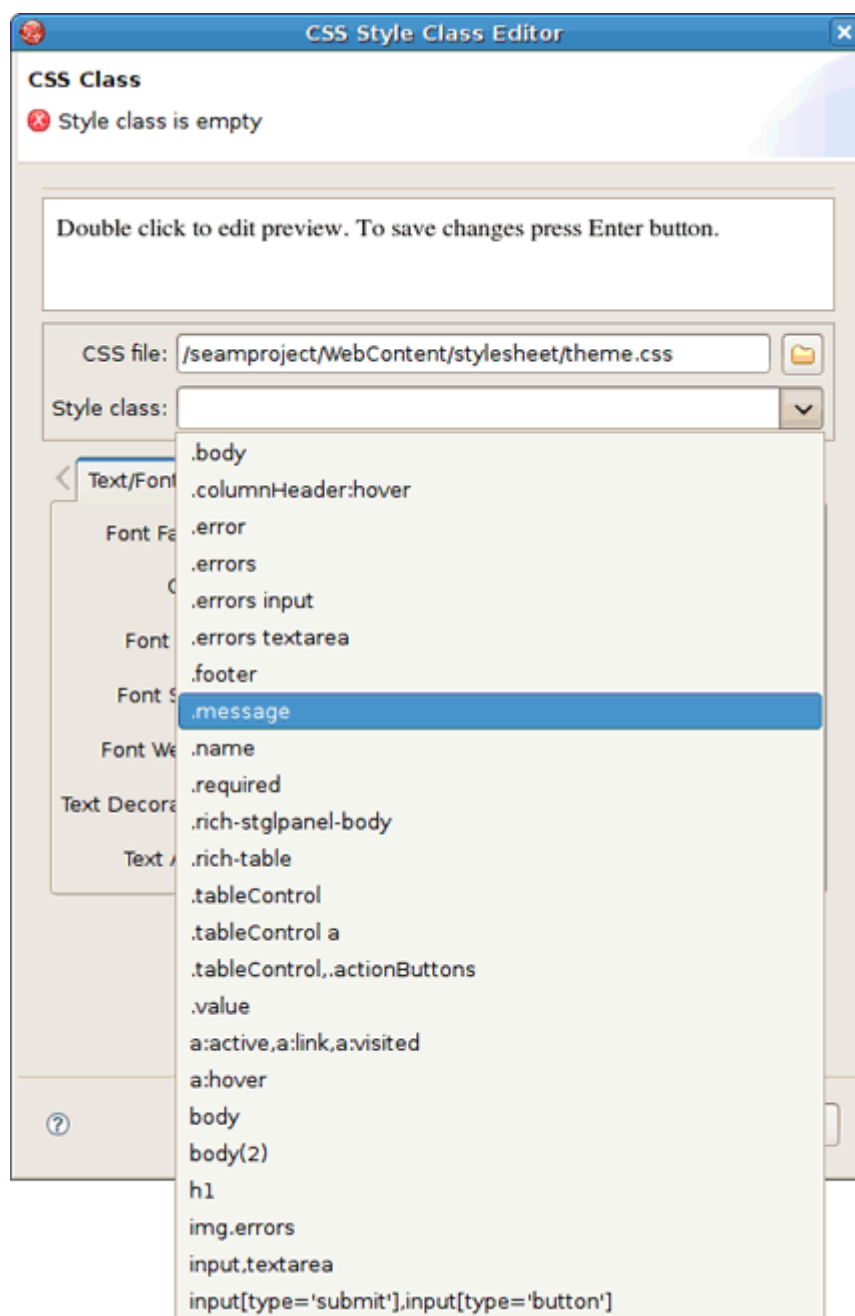 CSS Style Class Editor
CSS Class
Style class is empty
Double click to edit preview. To save changes press Enter button.
CSS file: /seamproject/WebContent/stylesheet/theme.css
Style class:
.body
Text/Font
.columnHeader:hover
Font Fa
.error
.errors
.errors input
Font
.errors textarea
.footer
Font S
.message
Font We
.name
.required
Text Decora
.rich-stglpanel-body
Text A
.rich-table
.tableControl
.tableControl a
.tableControl,.actionButtons
.value
a:active,a:link,a:visited
a:hover
body
body(2)
h1
img.errors
input,textarea
input[type='submit'],input[type='button']